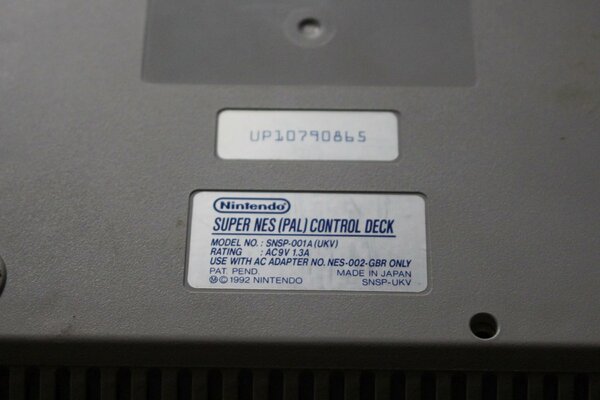 UP10790865
Nintendo
SUPER NES (PAL) CONTROL DECK
MODEL NO. : SNSP-001A (UKV)
RATING : AC9V 1.3A
USE WITH AC ADAPTER NO. NES-002-GBR ONLY
PAT. PEND. MADE IN JAPAN
Ⓜ©1992 NINTENDO SNSP-UKV